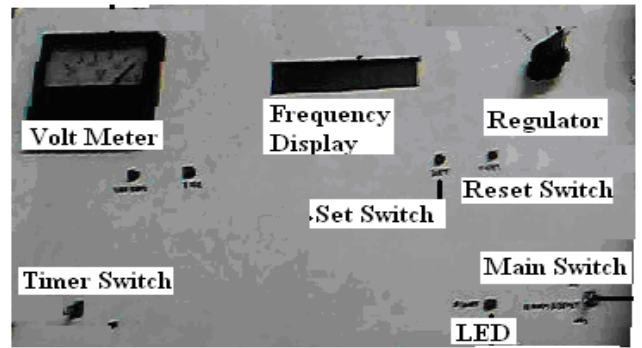 Volt Meter
Frequency
Display
Regulator
Reset Switch
Set Switch
Timer Switch
Main Switch
LED